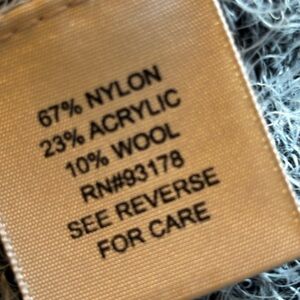 67% NYLON
23% ACRYLIC
10% WOOL
RN#93178
SEE REVERSE
FOR CARE